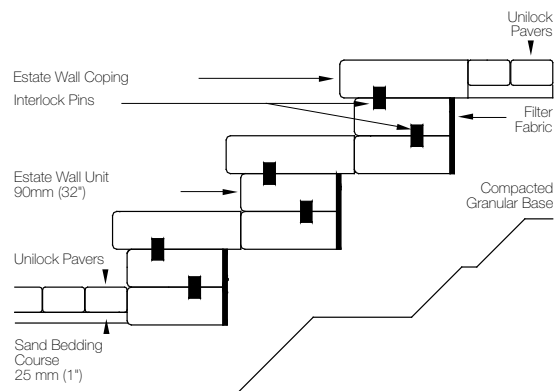 Unilock
Pavers
Estate Wall Coping
Interlock Pins
Filter
Fabric
Estate Wall Unit
90mm (32")
Compacted
Granular Base
Unilock Pavers
Sand Bedding
Course
25 mm (1")